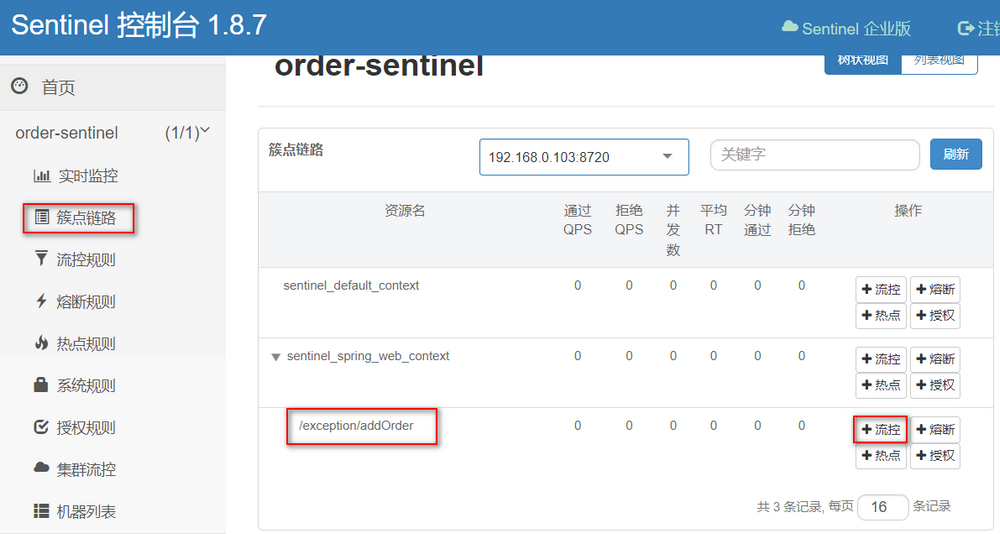 Sentinel 控制台 1.8.7
Sentinel 企业版
注销
首页
order-sentinel
(1/1)
实时监控
簇点链路
流控规则
熔断规则
热点规则
系统规则
授权规则
集群流控
机器列表
order-sentinel
树状视图
列表视图
簇点链路
192.168.0.103:8720
关键字
刷新
资源名
通过
QPS
拒绝
QPS
并
发
数
平均
RT
分钟
通过
分钟
拒绝
操作
sentinel_default_context
0 0 0 0 0 0
+流控 +熔断
+热点 +授权
sentinel_spring_web_context
0 0 0 0 0 0
+流控 +熔断
+热点 +授权
/exception/addOrder
0 0 0 0 0 0
+流控 +熔断
+热点 +授权
共 3 条记录, 每页 16 条记录